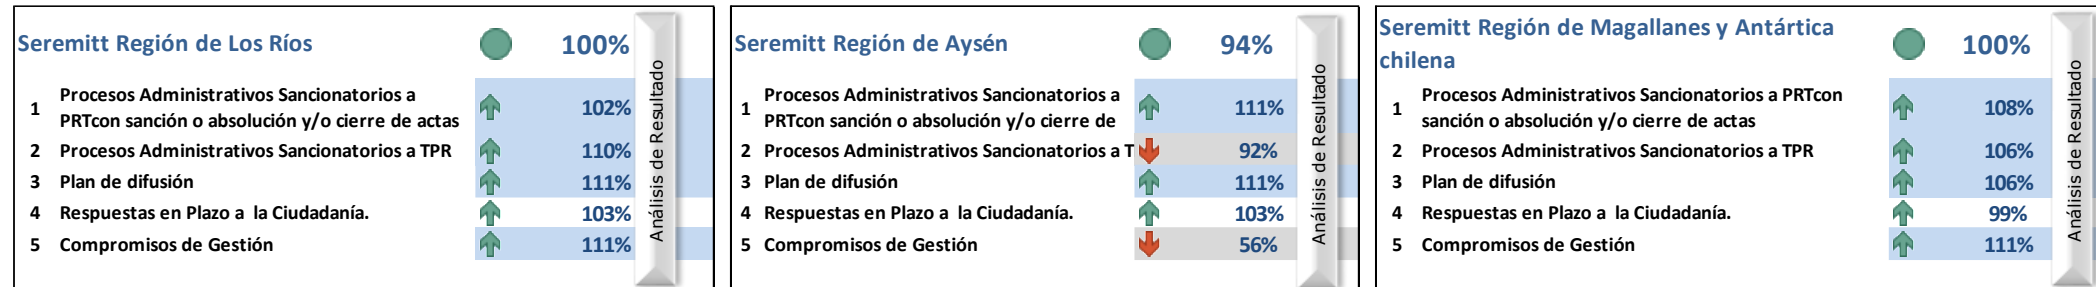 Seremitt Región de Los Ríos 100%
1 Procesos Administrativos Sancionatorios a
PRTcon sanción o absolución y/o cierre de actas 102%
2 Procesos Administrativos Sancionatorios a TPR 110%
3 Plan de difusión 111%
4 Respuestas en Plazo a la Ciudadanía. 103%
5 Compromisos de Gestión 111%
Análisis de Resultado
Seremitt Región de Aysén 94%
1 Procesos Administrativos Sancionatorios a
PRTcon sanción o absolución y/o cierre de 111%
2 Procesos Administrativos Sancionatorios a T 92%
3 Plan de difusión 111%
4 Respuestas en Plazo a la Ciudadanía. 103%
5 Compromisos de Gestión 56%
Análisis de Resultado
Seremitt Región de Magallanes y Antártica
chilena 100%
1 Procesos Administrativos Sancionatorios a PRTcon
sanción o absolución y/o cierre de actas 108%
2 Procesos Administrativos Sancionatorios a TPR 106%
3 Plan de difusión 106%
4 Respuestas en Plazo a la Ciudadanía. 99%
5 Compromisos de Gestión 111%
Análisis de Resultado